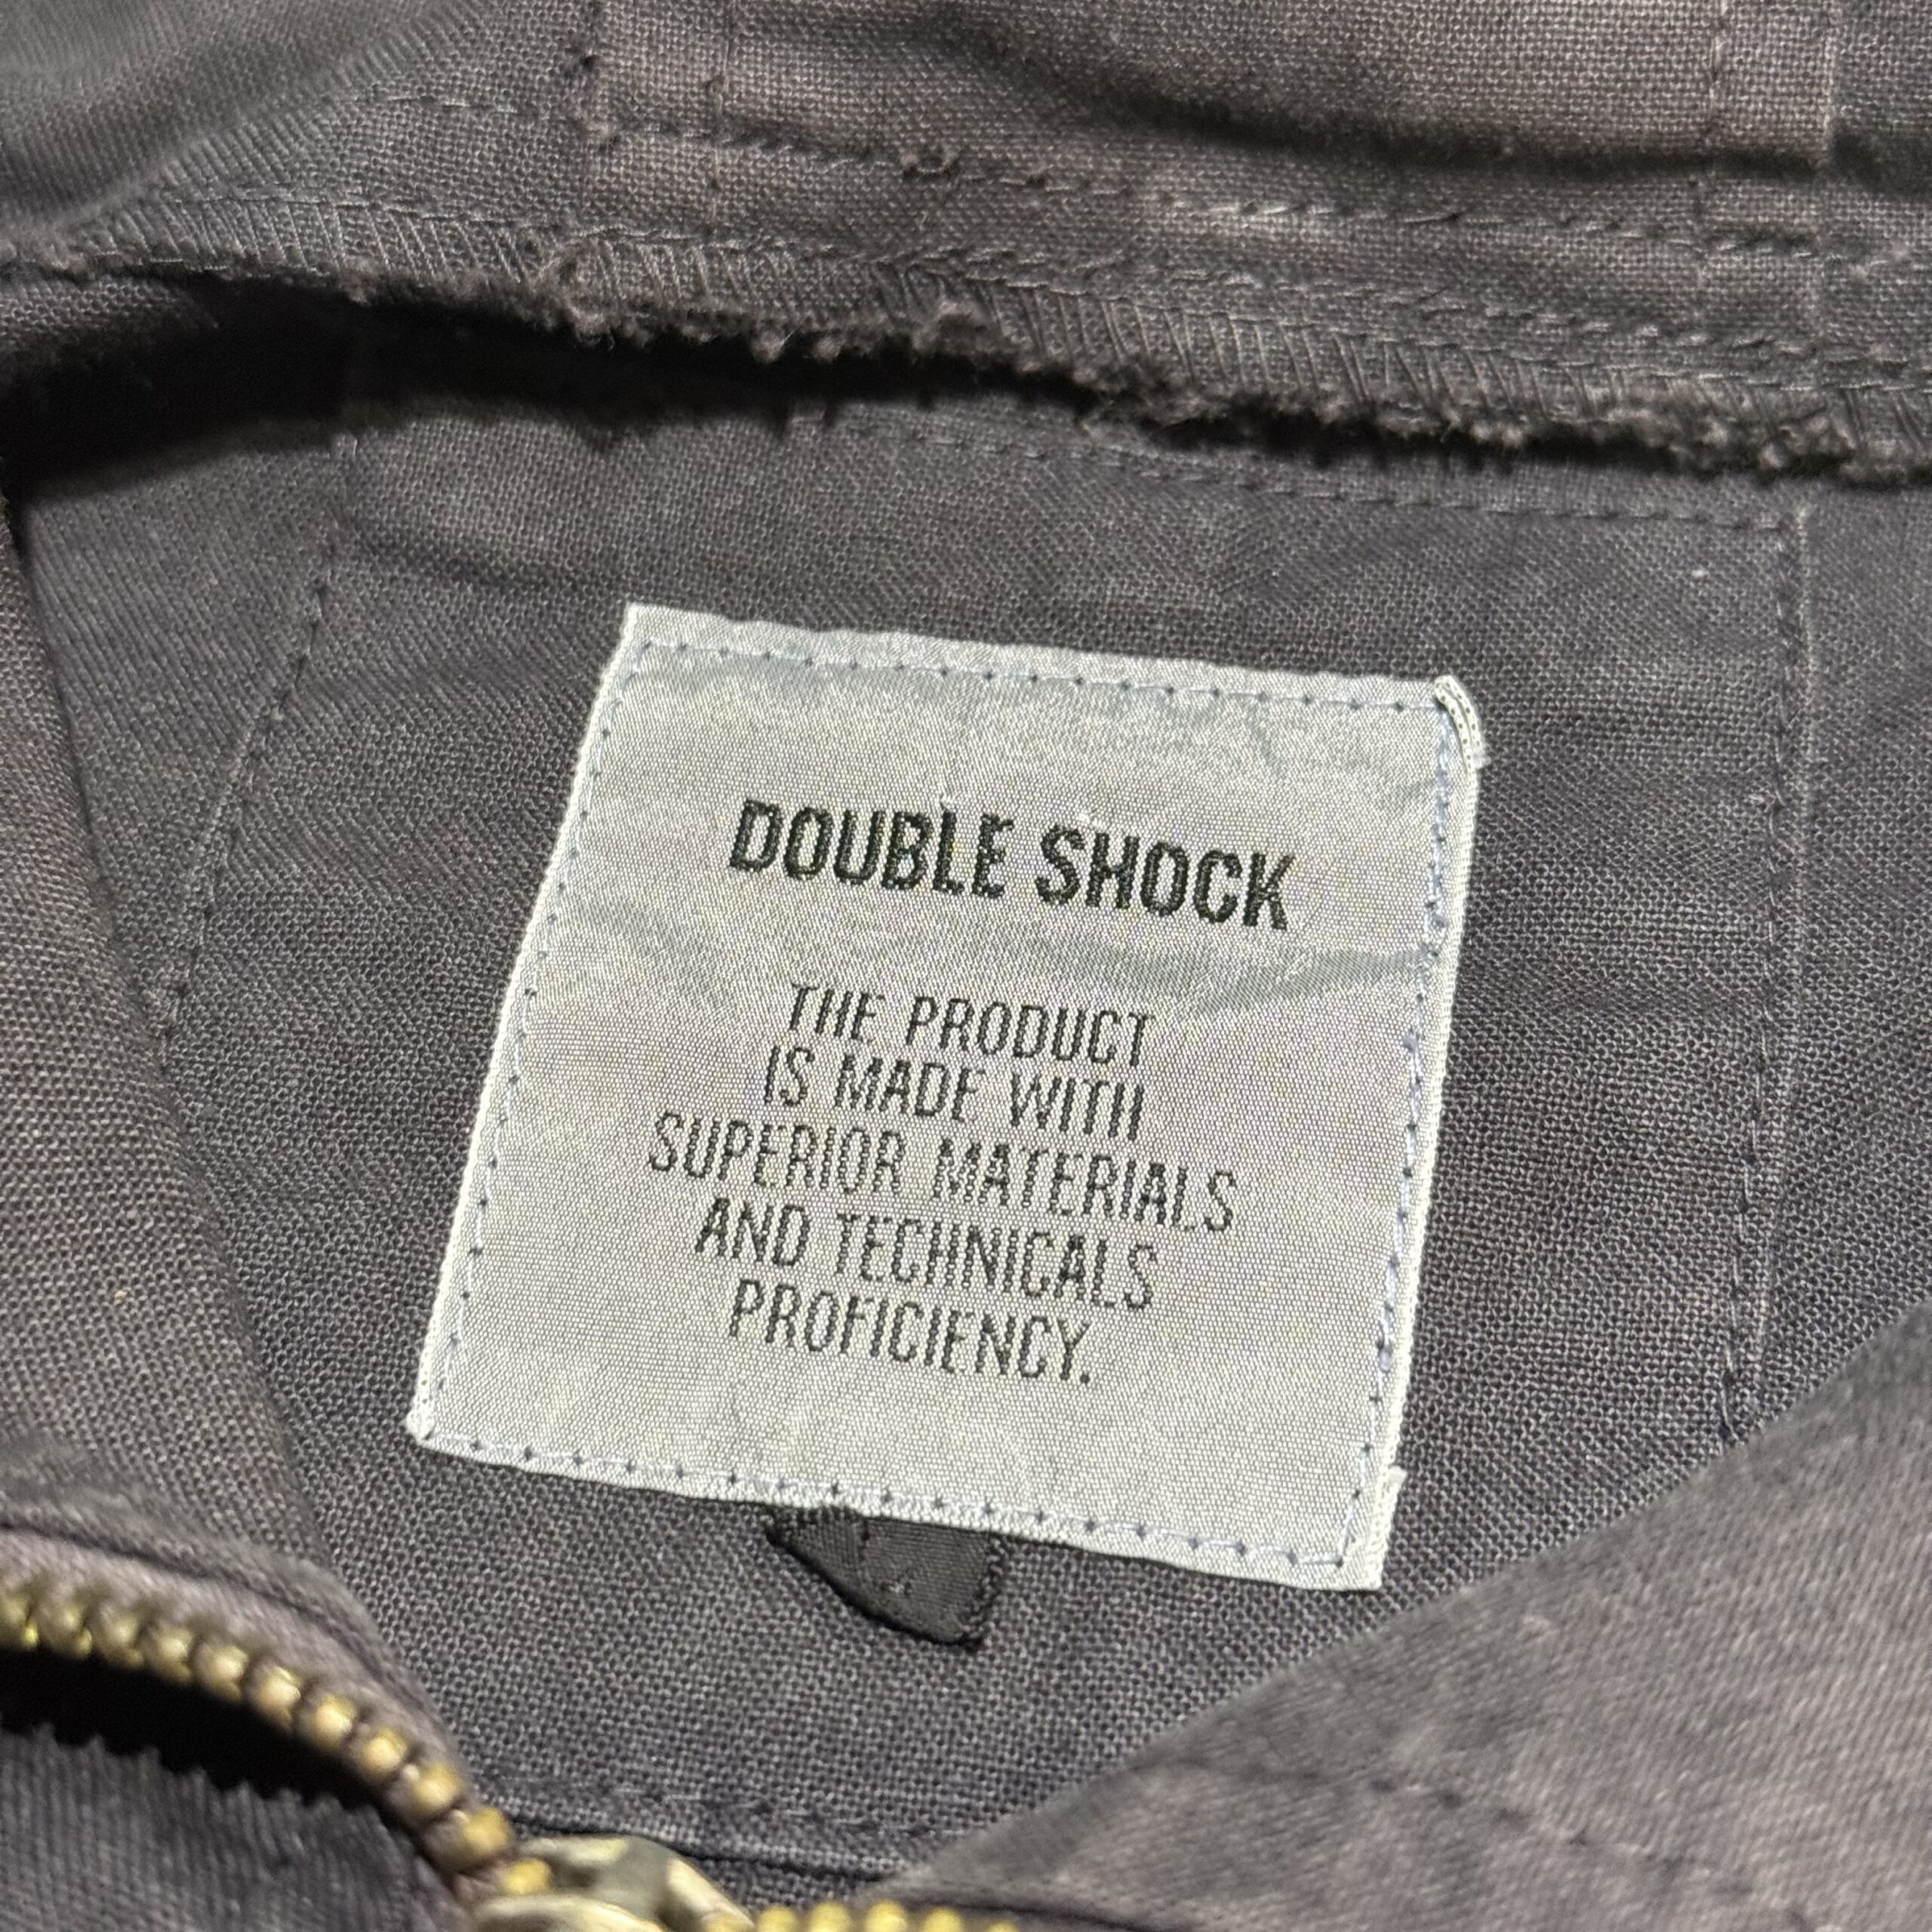 DOUBLE SHOCK
THE PRODUCT
IS MADE WITH
SUPERIOR MATERIALS
AND TECHNICALS
PROFICIENCY.